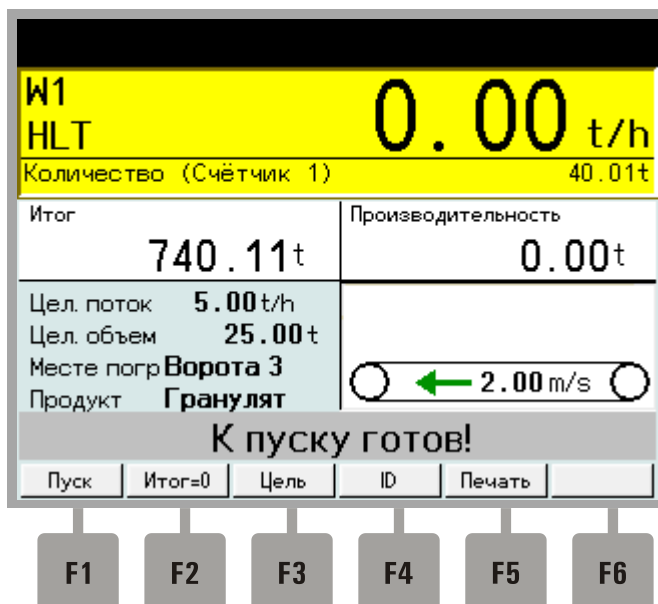 W1
HLT
0.00 t/h
Количество (Счётчик 1) 40.01t
Итог
740.11t
Производительность
0.00t
Цел. поток 5.00t/h
Цел. объем 25.00t
Месте погр Ворота 3
Продукт Гранулят
2.00 m/s
К пуску готов!
Пуск Итог=0 Цель ID Печать
F1 F2 F3 F4 F5 F6